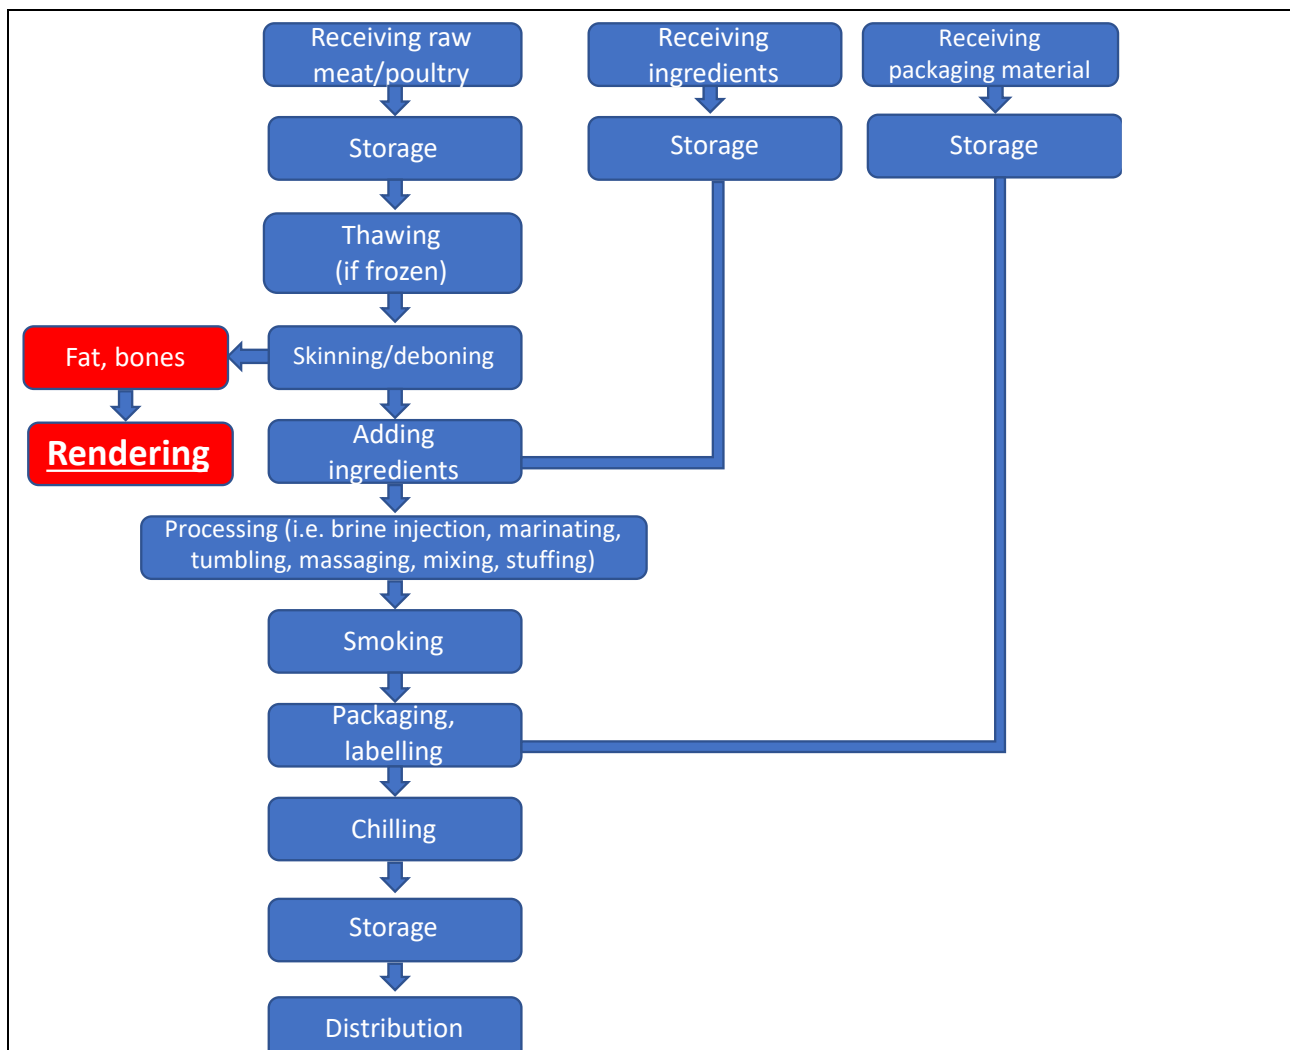 Receiving raw
meat/poultry
Receiving
ingredients
Receiving
packaging material
Storage
Storage
Storage
Thawing
(if frozen)
Fat, bones
Skinning/deboning
Rendering
Adding
ingredients
Processing (i.e. brine injection, marinating,
tumbling, massaging, mixing, stuffing)
Smoking
Packaging,
labelling
Chilling
Storage
Distribution